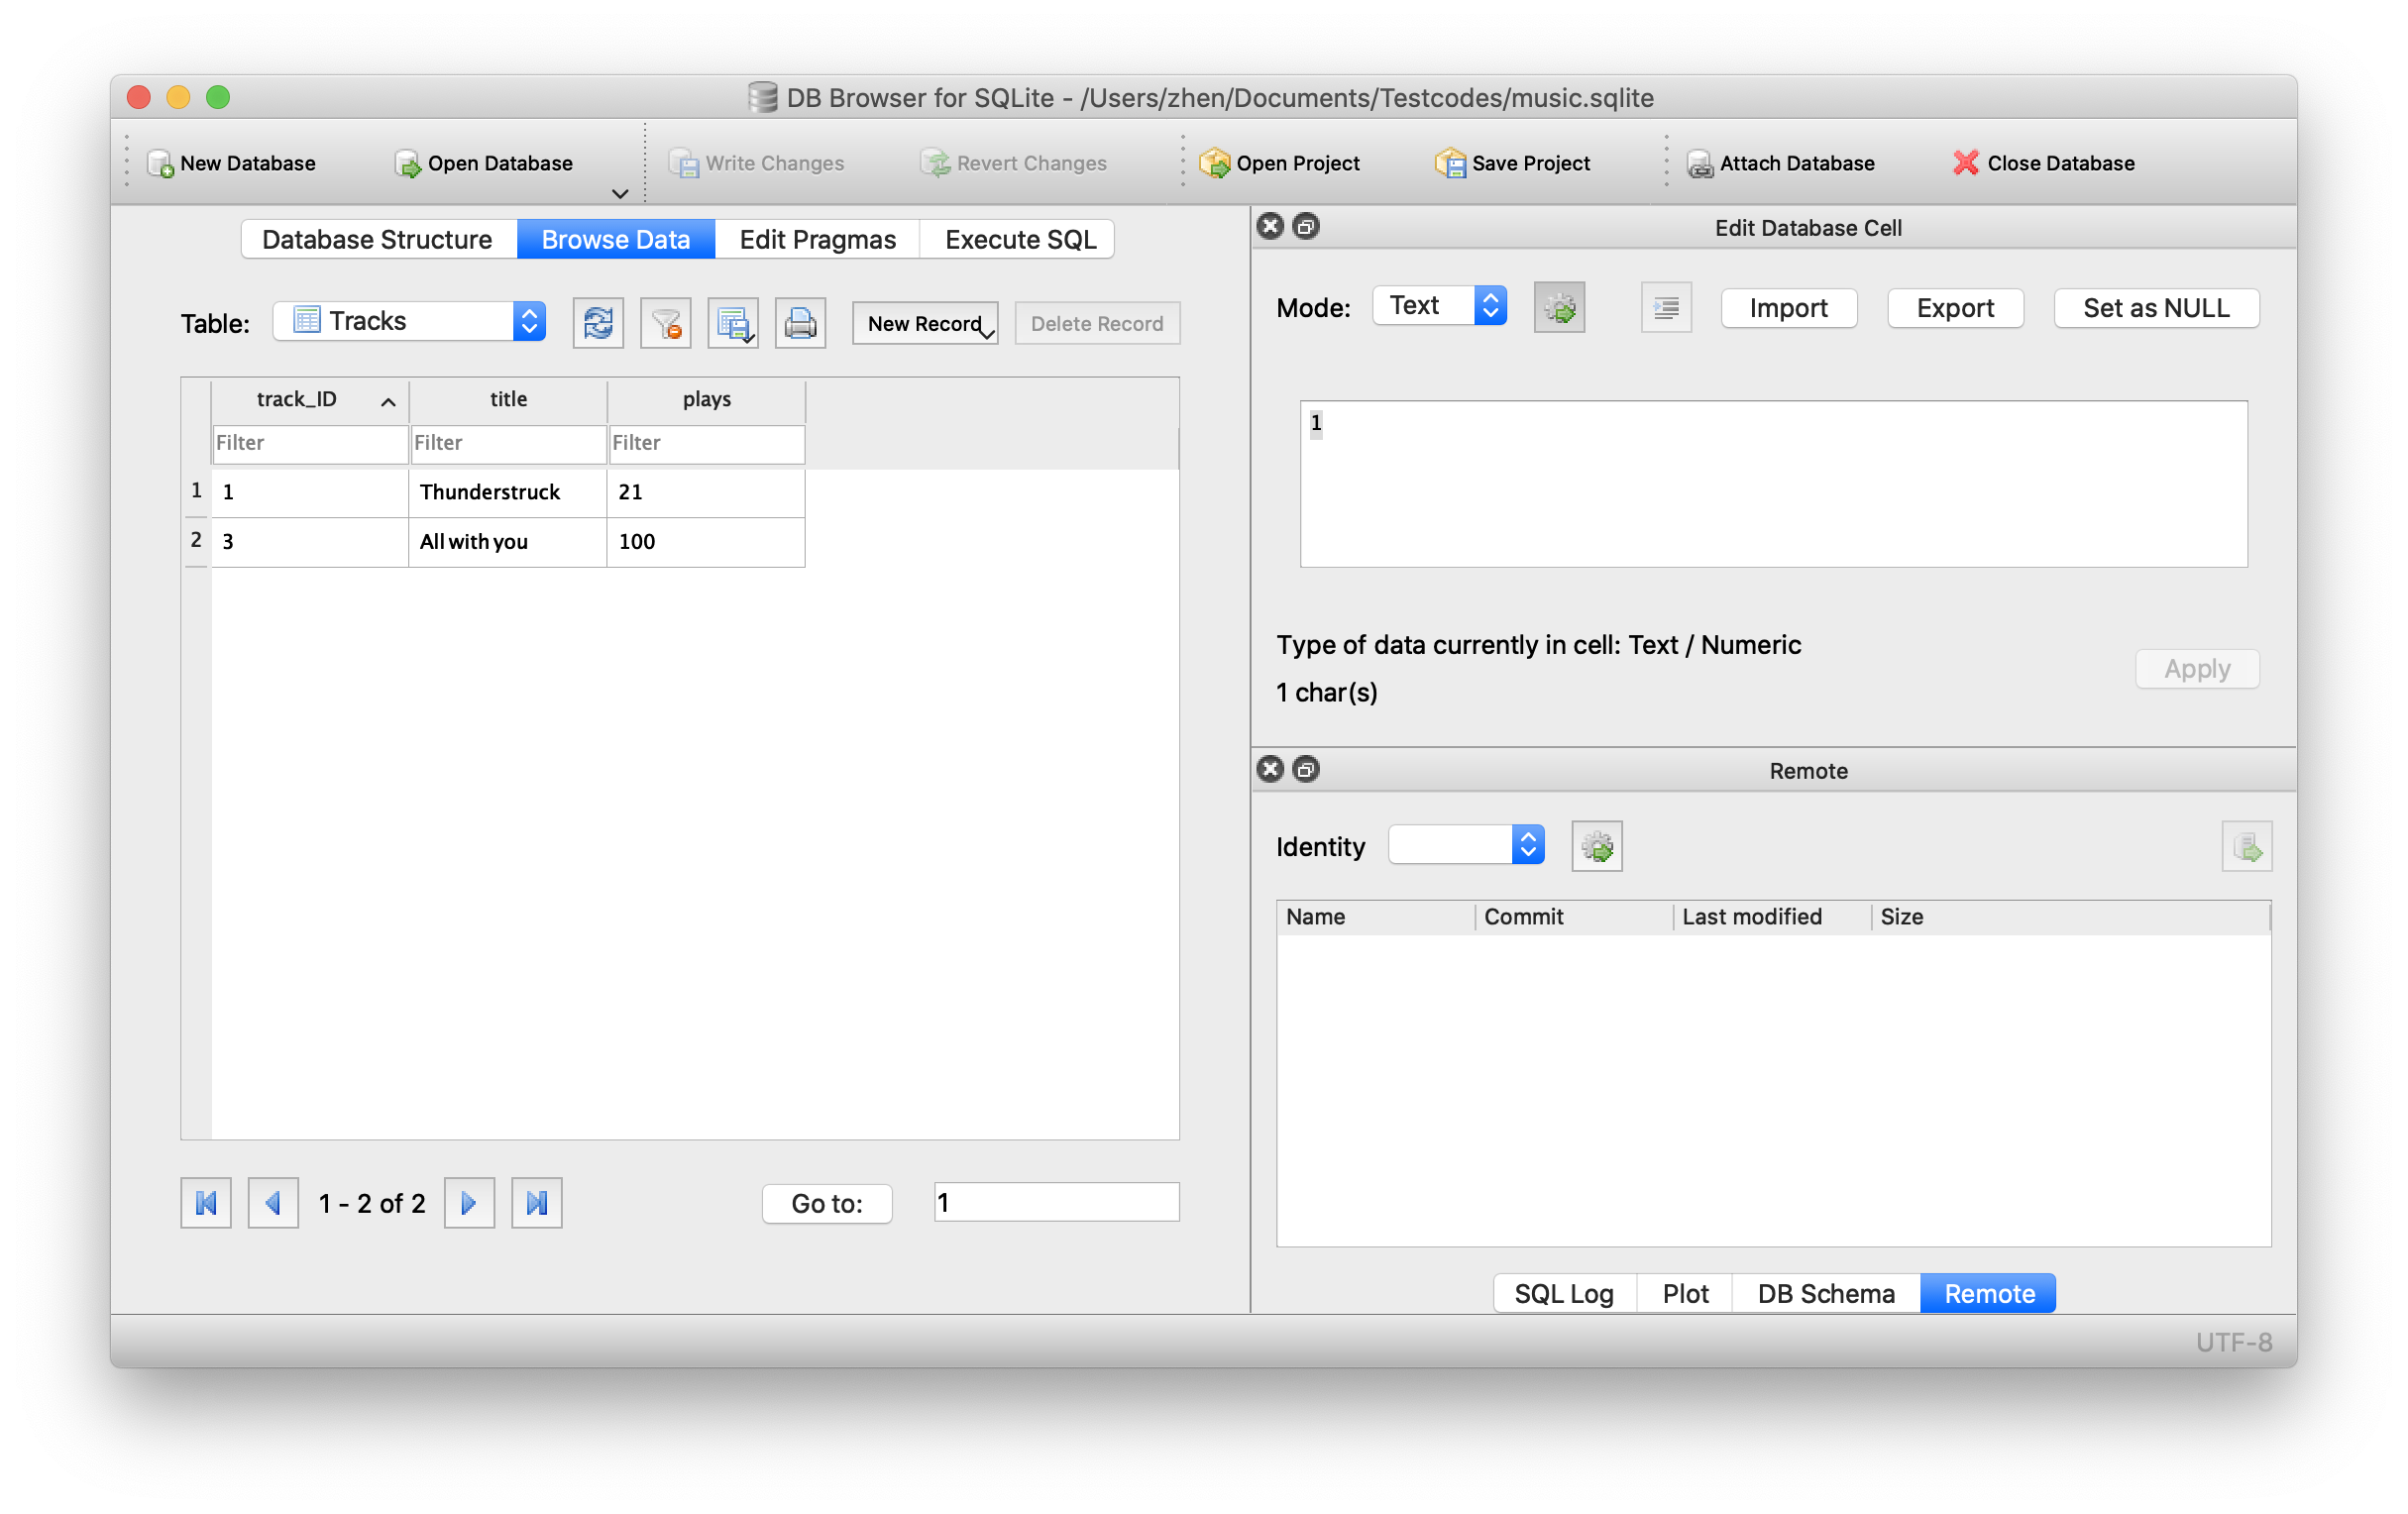 DB Browser for SQLite - /Users/zhen/Documents/Testcodes/music.sqlite
New Database Open Database Write Changes Revert Changes Open Project Save Project Attach Database Close Database
Database Structure Browse Data Edit Pragmas Execute SQL
Table: Tracks New Record Delete Record
track_ID title plays
Filter Filter Filter
1 1 Thunderstruck 21
2 3 All with you 100
1 - 2 of 2 Go to: 1
Edit Database Cell
Mode: Text Import Export Set as NULL
1
Type of data currently in cell: Text / Numeric
1 char(s)
Apply
Remote
Identity
Name Commit Last modified Size
SQL Log Plot DB Schema Remote
UTF-8